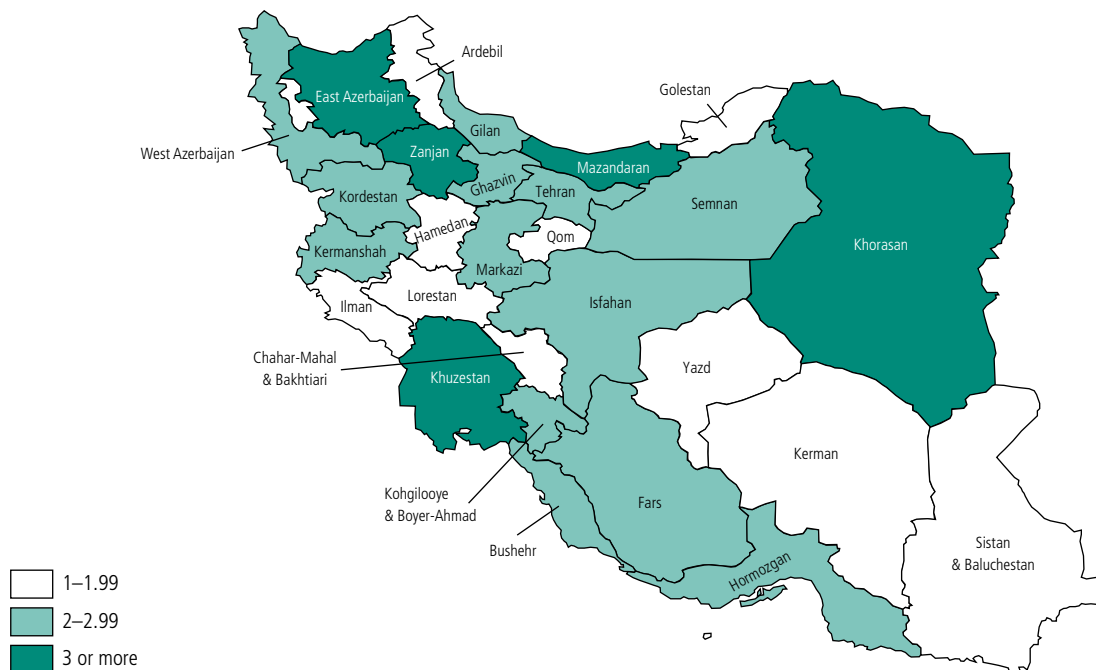 Ardebil
Golestan
East Azerbaijan
Gilan
West Azerbaijan
Zanjan
Mazandaran
Ghazvin
Tehran
Kordestan
Semnan
Hamedan
Qom
Khorasan
Kermanshah
Markazi
Ilman
Lorestan
Isfahan
Chahar-Mahal
& Bakhtiari
Yazd
Khuzestan
Kerman
Kohgilooye
& Boyer-Ahmad
Fars
Bushehr
Sistan
& Baluchestan
Hormozgan
1–1.99
2–2.99
3 or more